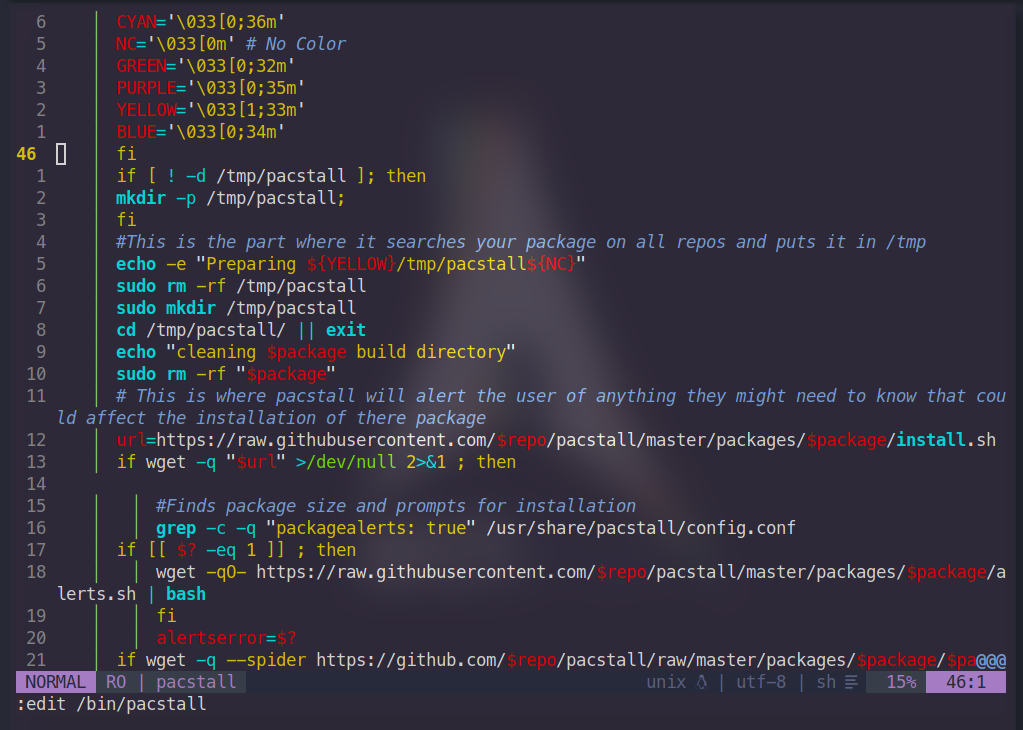 6 CYAN='\033[0;36m'
5 NC='\033[0m' # No Color
4 GREEN='\033[0;32m'
3 PURPLE='\033[0;35m'
2 YELLOW='\033[1;33m'
1 BLUE='\033[0;34m'
46 fi
1 if [ ! -d /tmp/pacstall ]; then
2 mkdir -p /tmp/pacstall;
3 fi
4 #This is the part where it searches your package on all repos and puts it in /tmp
5 echo -e "Preparing ${YELLOW}/tmp/pacstall${NC}"
6 sudo rm -rf /tmp/pacstall
7 sudo mkdir /tmp/pacstall
8 cd /tmp/pacstall/ || exit
9 echo "cleaning $package build directory"
10 sudo rm -rf "$package"
11 # This is where pacstall will alert the user of anything they might need to know that cou
ld affect the installation of there package
12 url=https://raw.githubusercontent.com/$repo/pacstall/master/packages/$package/install.sh
13 if wget -q "$url" >/dev/null 2>&1 ; then
14
15 #Finds package size and prompts for installation
16 grep -c -q "packagealerts: true" /usr/share/pacstall/config.conf
17 if [[ $? -eq 1 ]] ; then
18 wget -qO- https://raw.githubusercontent.com/$repo/pacstall/master/packages/$package/a
lerts.sh | bash
19 fi
20 alertserror=$?
21 if wget -q --spider https://github.com/$repo/pacstall/raw/master/packages/$package/$pa@@@
NORMAL RO | pacstall unix | utf-8 | sh 15% 46:1
:edit /bin/pacstall